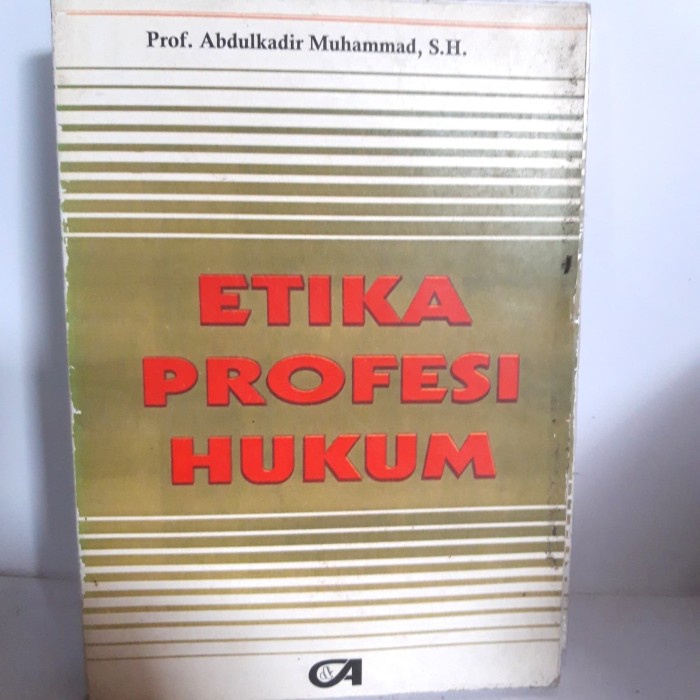 Prof. Abdulkadir Muhammad, S.H.
ETIKA
PROFESI
HUKUM